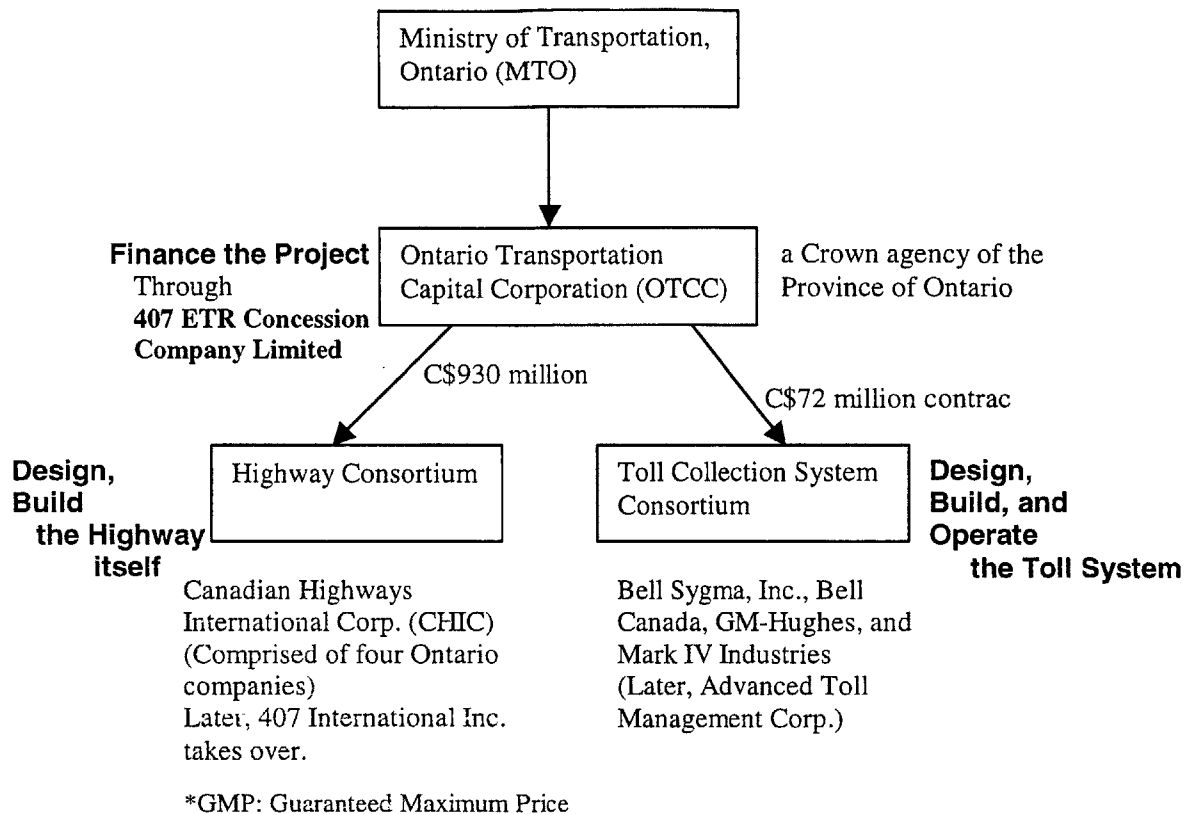 Ministry of Transportation,
Ontario (MTO)
Finance the Project
Through
407 ETR Concession
Company Limited
Ontario Transportation
Capital Corporation (OTCC)
a Crown agency of the
Province of Ontario
C$930 million
C$72 million contrac
Design,
Build
the Highway
itself
Highway Consortium
Toll Collection System
Consortium
Design,
Build, and
Operate
the Toll System
Canadian Highways
International Corp. (CHIC)
(Comprised of four Ontario
companies)
Later, 407 International Inc.
takes over.
Bell Sygma, Inc., Bell
Canada, GM-Hughes, and
Mark IV Industries
(Later, Advanced Toll
Management Corp.)
*GMP: Guaranteed Maximum Price